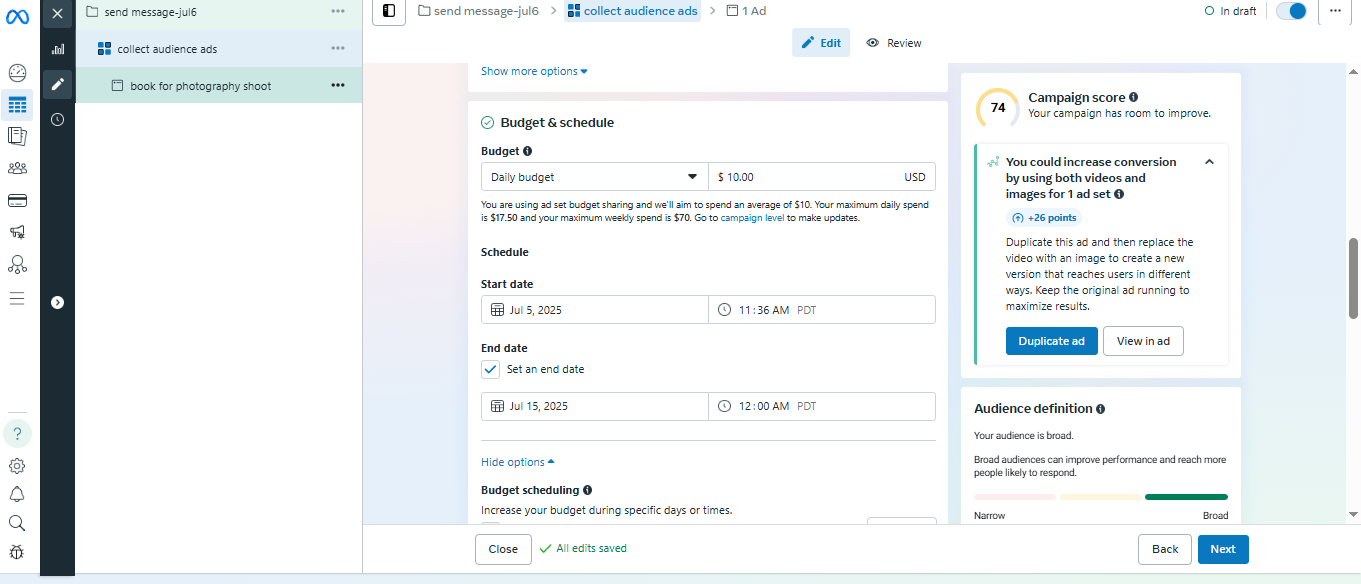 send message-jul6
collect audience ads
book for photography shoot
send message-jul6 > collect audience ads > 1 Ad
In draft
Edit
Review
Show more options
Budget & schedule
Budget
Daily budget
$ 10.00 USD
You are using ad set budget sharing and we'll aim to spend an average of $10. Your maximum daily spend
is $17.50 and your maximum weekly spend is $70. Go to campaign level to make updates.
Schedule
Start date
Jul 5, 2025
11:36 AM PDT
End date
Set an end date
Jul 15, 2025
12:00 AM PDT
Hide options
Budget scheduling
Increase your budget during specific days or times.
74
Campaign score
Your campaign has room to improve.
You could increase conversion
by using both videos and
images for 1 ad set
+26 points
Duplicate this ad and then replace the
video with an image to create a new
version that reaches users in different
ways. Keep the original ad running to
maximize results.
Duplicate ad
View in ad
Audience definition
Your audience is broad.
Broad audiences can improve performance and reach more
people likely to respond.
Narrow
Broad
Close
All edits saved
Back
Next